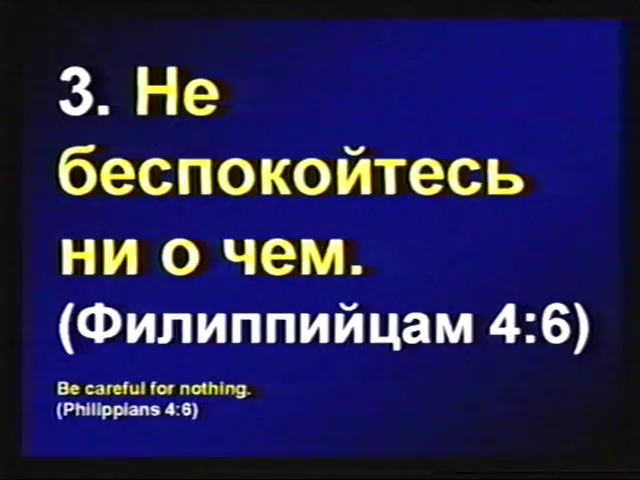 3. Не
беспокойтесь
ни о чем.
(Филиппийцам 4:6)
Be careful for nothing.
(Philippians 4:6)